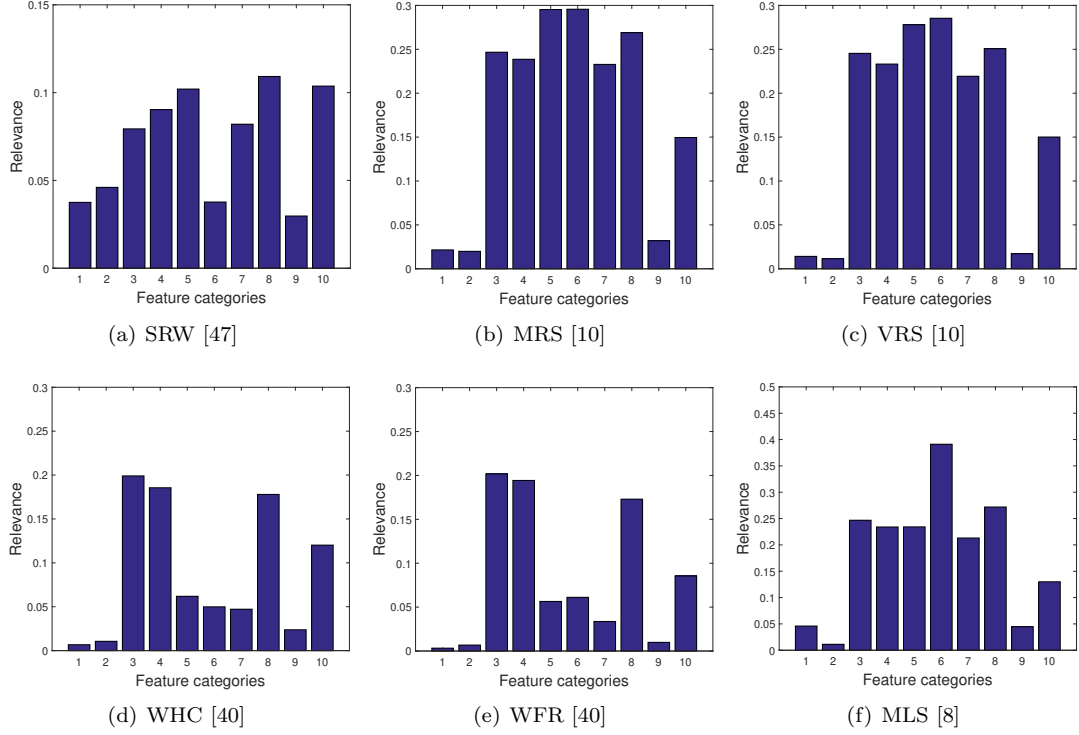 0.15
0.1
0.05
0
Relevance
1 2 3 4 5 6 7 8 9 10
Feature categories
(a) SRW [47]
0.3
0.25
0.2
0.15
0.1
0.05
0
Relevance
1 2 3 4 5 6 7 8 9 10
Feature categories
(b) MRS [10]
0.3
0.25
0.2
0.15
0.1
0.05
0
Relevance
1 2 3 4 5 6 7 8 9 10
Feature categories
(c) VRS [10]
0.3
0.25
0.2
0.15
0.1
0.05
0
Relevance
1 2 3 4 5 6 7 8 9 10
Feature categories
(d) WHC [40]
0.3
0.25
0.2
0.15
0.1
0.05
0
Relevance
1 2 3 4 5 6 7 8 9 10
Feature categories
(e) WFR [40]
0.5
0.45
0.4
0.35
0.3
0.25
0.2
0.15
0.1
0.05
0
Relevance
1 2 3 4 5 6 7 8 9 10
Feature categories
(f) MLS [8]